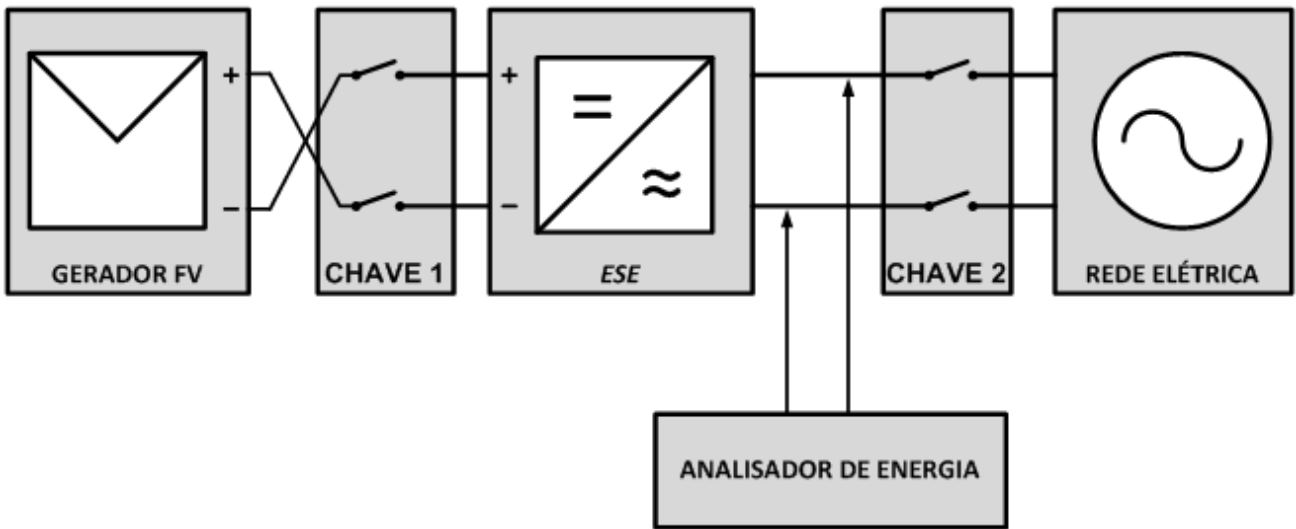 +
−
GERADOR FV
CHAVE 1
+
−
=
≈
ESE
CHAVE 2
REDE ELÉTRICA
ANALISADOR DE ENERGIA